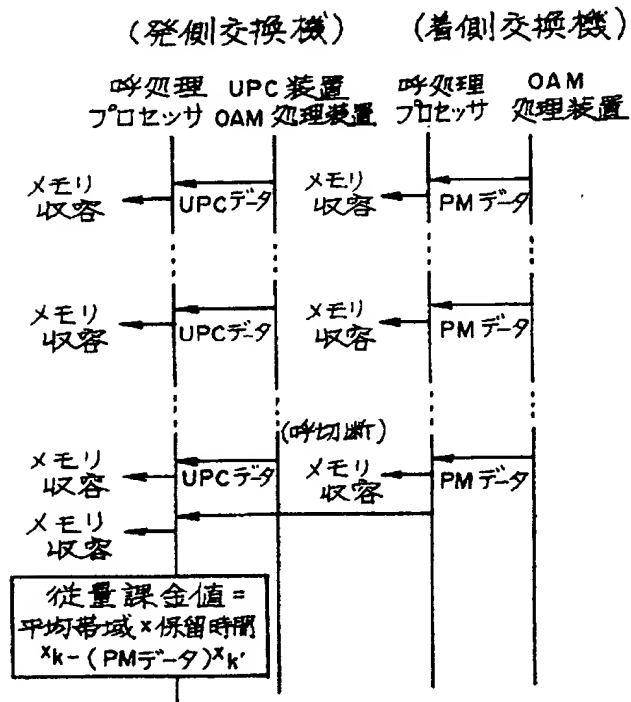 (発側交換機) (着側交換機)
呼処理 UPC装置 呼処理 OAM
プロセッサ OAM処理装置 プロセッサ 処理装置
メモリ
収容
UPCデータ
メモリ
収容
PMデータ
メモリ
収容
UPCデータ
メモリ
収容
PMデータ
(呼切断)
メモリ
収容
UPCデータ
メモリ
収容
PMデータ
メモリ
収容
従量課金値=
平均帯域×保留時間
×k-(PMデータ)×k'